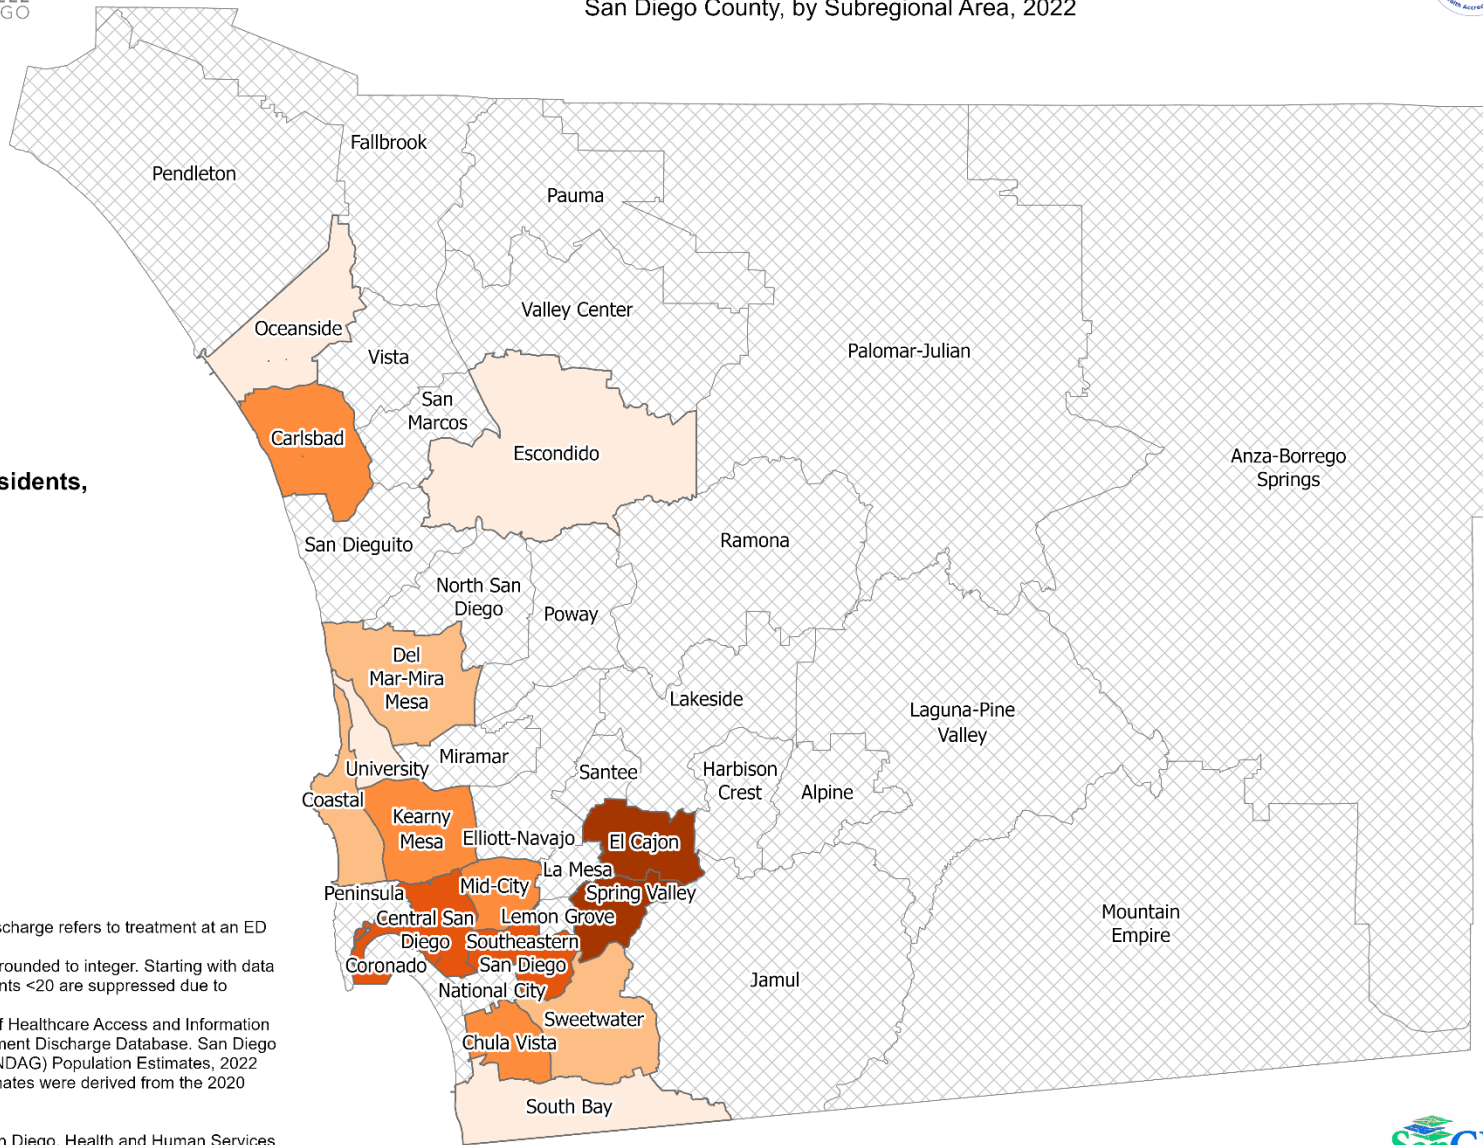 GO
San Diego County, by Subregional Area, 2022
Fallbrook
Pendleton
Pauma
Valley Center
Oceanside
Vista
Palomar-Julian
San
Marcos
Carlsbad
Escondido
Anza-Borrego
Springs
sidents,
San Dieguito
Ramona
North San
Diego
Poway
Del
Mar-Mira
Mesa
Lakeside
Laguna-Pine
Valley
Miramar
University
Santee
Harbison
Crest
Alpine
Coastal
Kearny
Mesa
Elliott-Navajo
El Cajon
La Mesa
Peninsula
Mid-City
Spring Valley
Central San
Diego
Lemon Grove
Southeastern
San Diego
Coronado
National City
Jamul
Mountain
Empire
Sweetwater
Chula Vista
South Bay
scharge refers to treatment at an ED
rounded to integer. Starting with data
nts <20 are suppressed due to
f Healthcare Access and Information
ment Discharge Database. San Diego
NDAG) Population Estimates, 2022
mates were derived from the 2020
n Diego, Health and Human Services